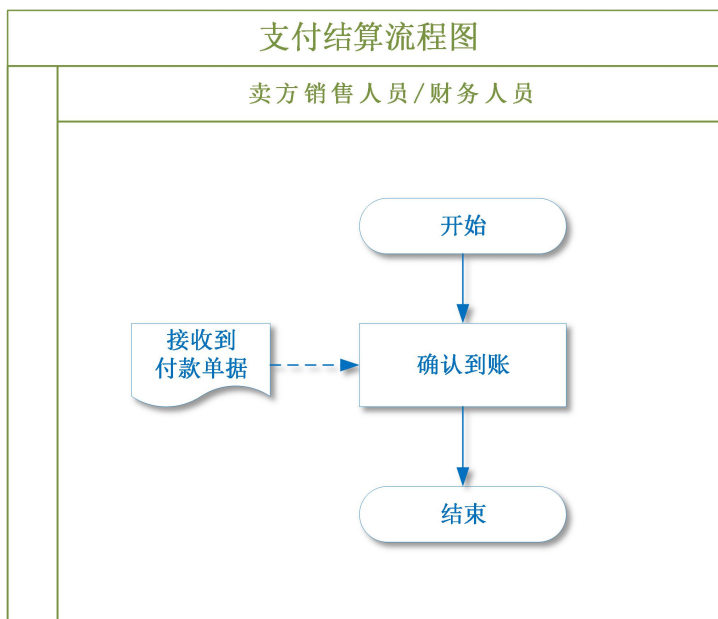 支付结算流程图
卖方销售人员/财务人员
开始
接收到
付款单据
确认到账
结束